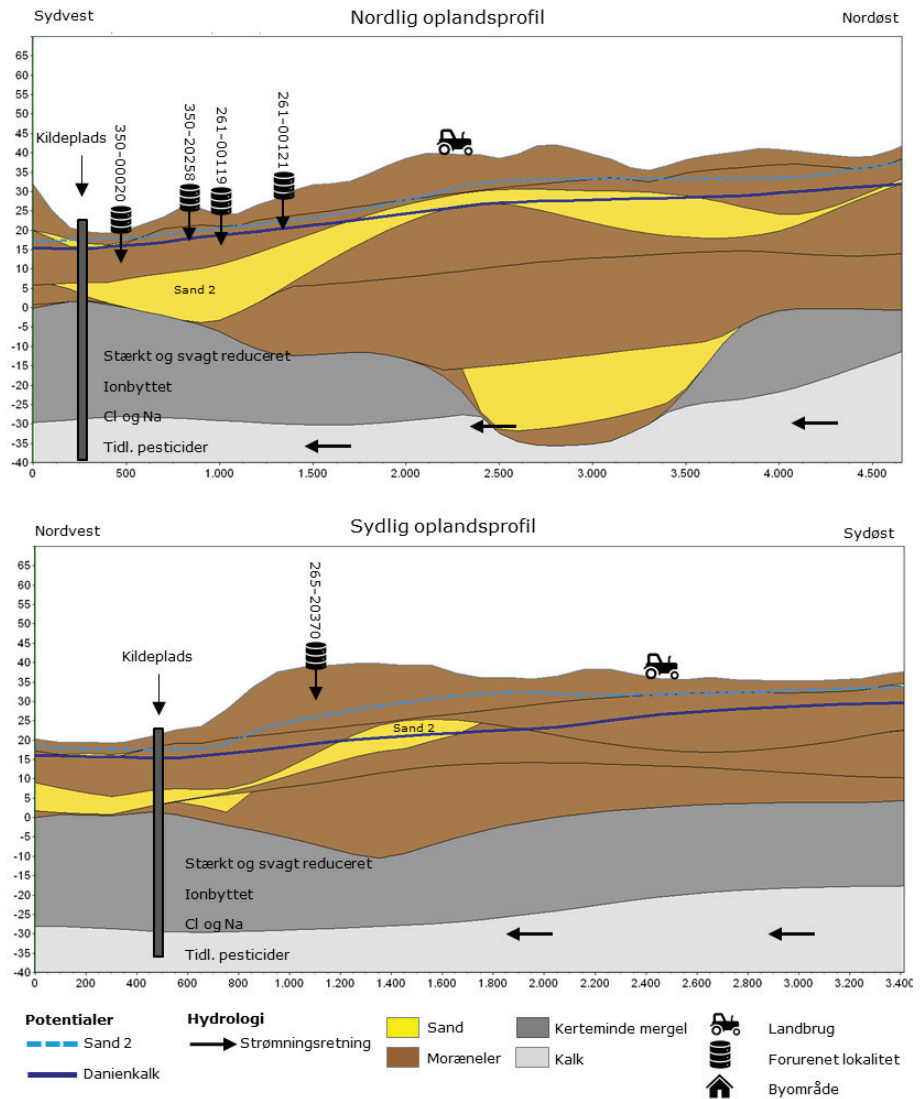 Sydvest Nordlig oplandsprofil Nordøst
65
60
55
50
45
40
35
30
25
20
15
10
5
0
-5
-10
-15
-20
-25
-30
-35
-40
Kildeplads
350-00020
350-20258
261-00119
261-00121
Sand 2
Stærkt og svagt reduceret
Ionbyttet
Cl og Na
Tidl. pesticider
0 500 1.000 1.500 2.000 2.500 3.000 3.500 4.000 4.500
Nordvest Sydlig oplandsprofil Sydøst
65
60
55
50
45
40
35
30
25
20
15
10
5
0
-5
-10
-15
-20
-25
-30
-35
-40
Kildeplads
265-20370
Sand 2
Stærkt og svagt reduceret
Ionbyttet
Cl og Na
Tidl. pesticider
0 200 400 600 800 1.000 1.200 1.400 1.600 1.800 2.000 2.200 2.400 2.600 2.800 3.000 3.200 3.400
Potentialer
Sand 2
Danienkalk
Hydrologi
Strømningsretning
Sand
Moræneler
Kerteminde mergel
Kalk
Landbrug
Forurenet lokalitet
Byområde